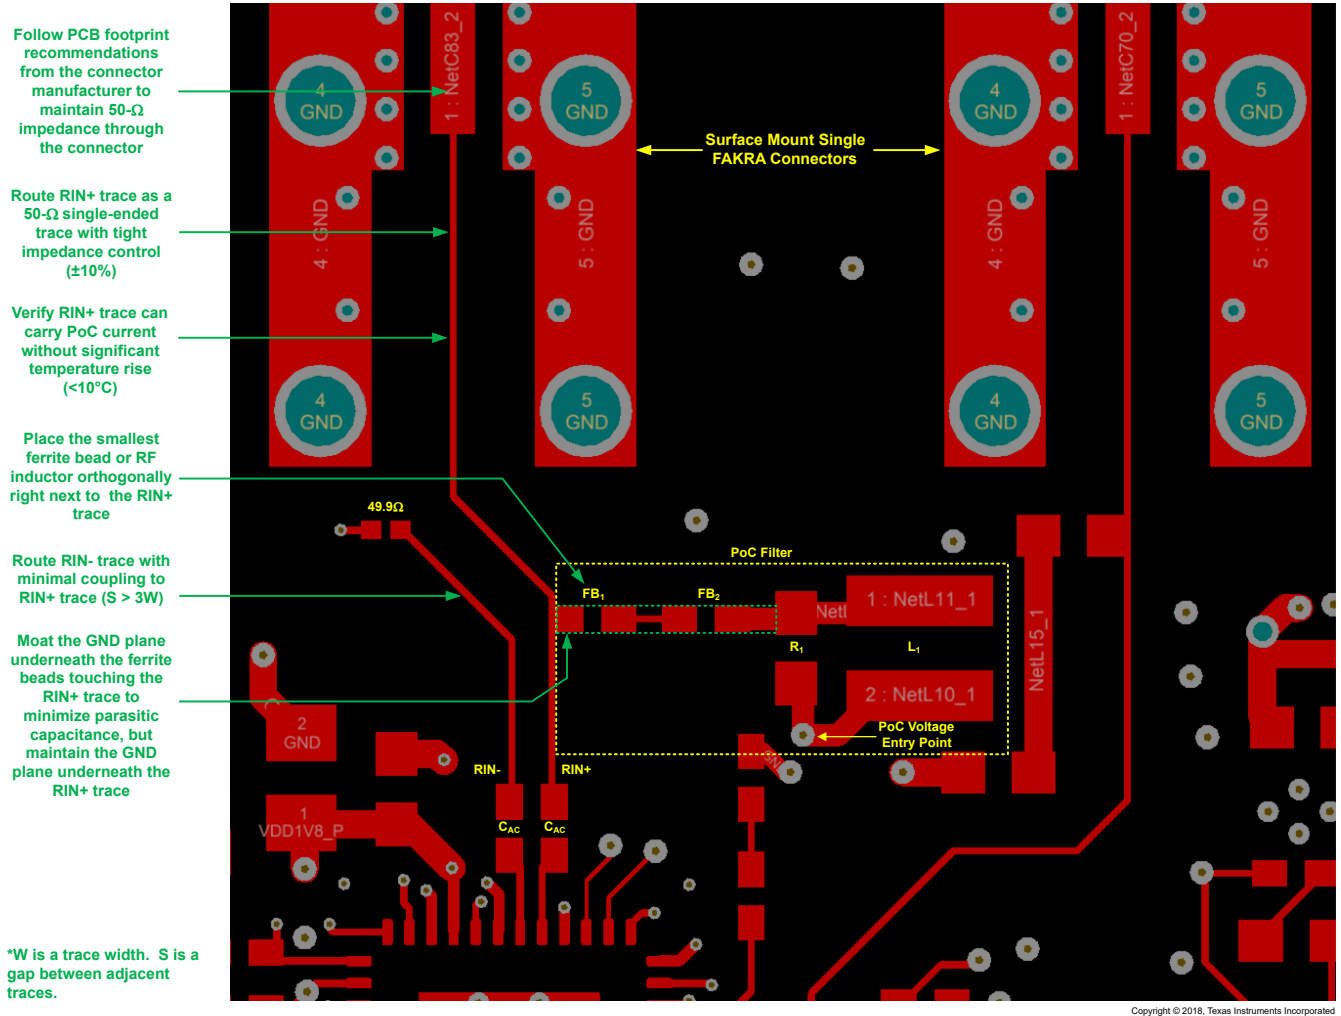 Follow PCB footprint
recommendations
from the connector
manufacturer to
maintain 50-Ω
impedance through
the connector
Route RIN+ trace as a
50-Ω single-ended
trace with tight
impedance control
(±10%)
Verify RIN+ trace can
carry PoC current
without significant
temperature rise
(<10°C)
Place the smallest
ferrite bead or RF
inductor orthogonally
right next to the RIN+
trace
Route RIN- trace with
minimal coupling to
RIN+ trace (S > 3W)
Moat the GND plane
underneath the ferrite
beads touching the
RIN+ trace to
minimize parasitic
capacitance, but
maintain the GND
plane underneath the
RIN+ trace
*W is a trace width. S is a
gap between adjacent
traces.
1 : NetC83_2
1 : NetC70_2
4
GND
5
GND
4
GND
5
GND
Surface Mount Single
FAKRA Connectors
4 : GND
5 : GND
4 : GND
5 : GND
4
GND
5
GND
4
GND
5
GND
49.9Ω
PoC Filter
FB₁
FB₂
1 : NetL11_1
R₁
L₁
NetL15_1
2 : NetL10_1
PoC Voltage
Entry Point
2
GND
RIN-
RIN+
1
VDD1V8_P
C_AC
C_AC
Copyright © 2018, Texas Instruments Incorporated